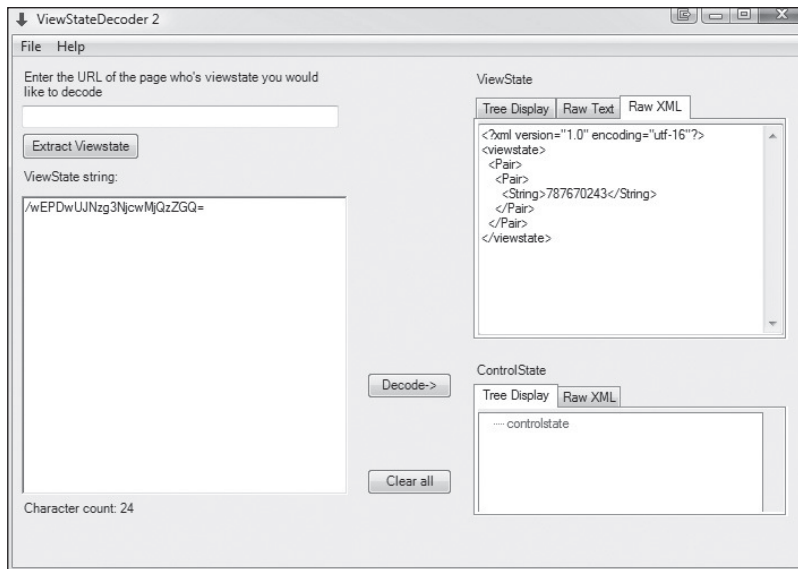 ViewStateDecoder 2
File Help
Enter the URL of the page who's viewstate you would
like to decode
Extract Viewstate
ViewState string:
/wEPDwUJNzg3NjcwMjQzZGQ=
Character count: 24
Decode->
Clear all
ViewState
Tree Display Raw Text Raw XML
<?xml version="1.0" encoding="utf-16"?>
<viewstate>
<Pair>
<Pair>
<String>787670243</String>
</Pair>
</Pair>
</viewstate>
ControlState
Tree Display Raw XML
controlstate